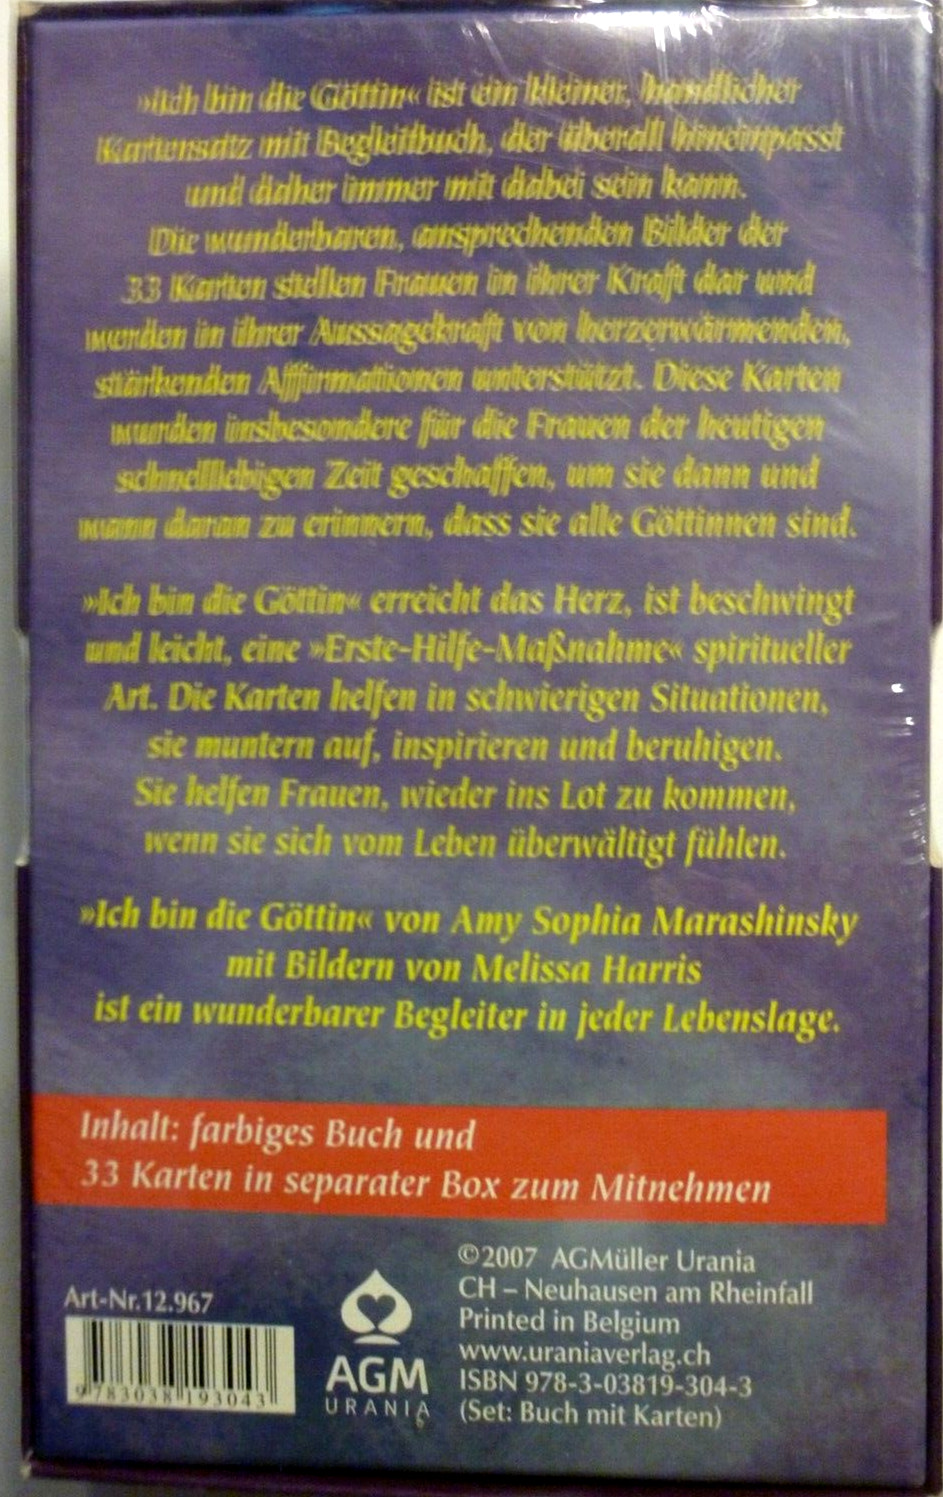 »Ich bin die Göttin« ist ein kleiner, handlicher
Kartensatz mit Begleitbuch, der überall hineinpasst
und daher immer mit dabei sein kann.
Die wunderbaren, ansprechenden Bilder der
33 Karten stellen Frauen in ihrer Kraft dar und
werden in ihrer Aussagekraft von herzerwärmenden,
stärkenden Affirmationen unterstützt. Diese Karten
wurden insbesondere für die Frauen der heutigen
schnelllebigen Zeit geschaffen, um sie dann und
wann daran zu erinnern, dass sie alle Göttinnen sind.
»Ich bin die Göttin« erreicht das Herz, ist beschwingt
und leicht, eine »Erste-Hilfe-Maßnahme« spiritueller
Art. Die Karten helfen in schwierigen Situationen,
sie muntern auf, inspirieren und beruhigen.
Sie helfen Frauen, wieder ins Lot zu kommen,
wenn sie sich vom Leben überwältigt fühlen.
»Ich bin die Göttin« von Amy Sophia Marashinsky
mit Bildern von Melissa Harris
ist ein wunderbarer Begleiter in jeder Lebenslage.
Inhalt: farbiges Buch und
33 Karten in separater Box zum Mitnehmen
Art-Nr.12.967
9783038193043
AGM
URANIA
©2007 AGMüller Urania
CH – Neuhausen am Rheinfall
Printed in Belgium
www.uraniaverlag.ch
ISBN 978-3-03819-304-3
(Set: Buch mit Karten)